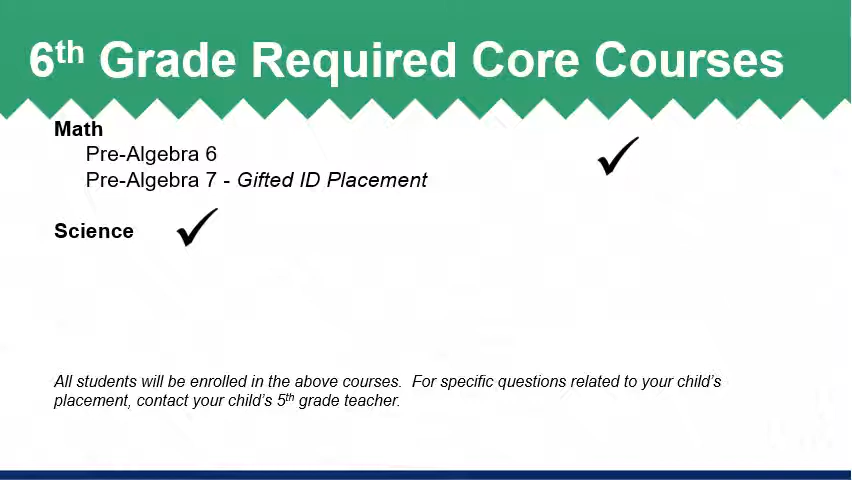 6th Grade Required Core Courses
Math
Pre-Algebra 6
Pre-Algebra 7 - Gifted ID Placement
Science
All students will be enrolled in the above courses.  For specific questions related to your child's
placement, contact your child's 5th grade teacher.